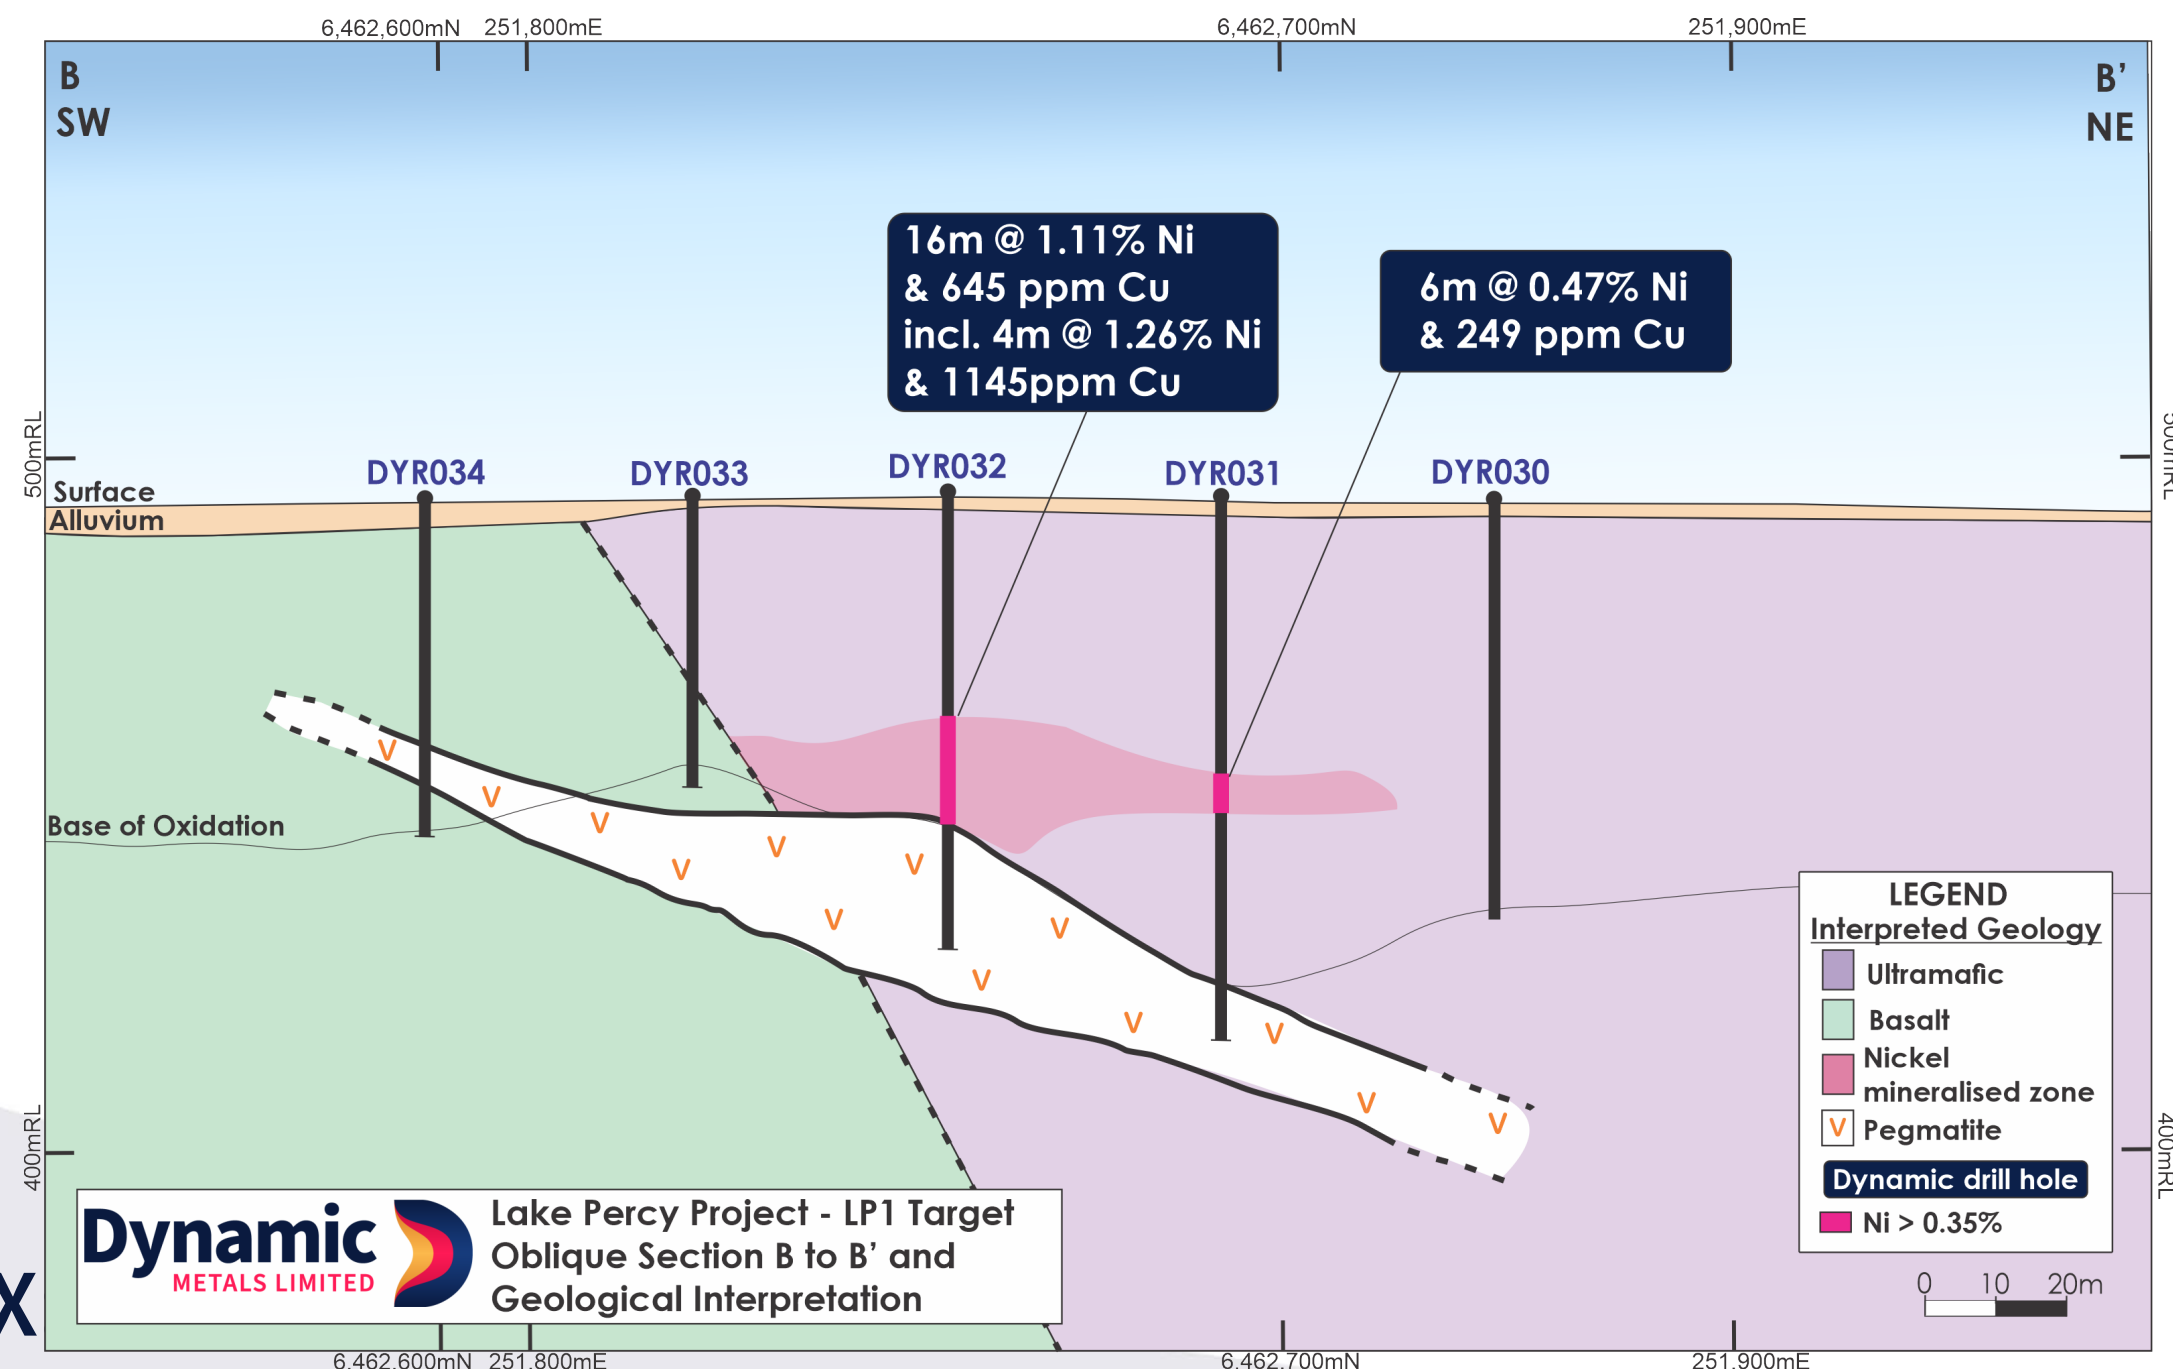 6,462,600mN 251,800mE 6,462,700mN 251,900mE
B
SW
B’
NE
16m @ 1.11% Ni
& 645 ppm Cu
incl. 4m @ 1.26% Ni
& 1145ppm Cu
6m @ 0.47% Ni
& 249 ppm Cu
500mRL
500mRL
DYR034 DYR033 DYR032 DYR031 DYR030
Surface
Alluvium
Base of Oxidation
V V V V V V V V V V V V V
LEGEND
Interpreted Geology
Ultramafic
Basalt
Nickel
mineralised zone
V Pegmatite
Dynamic drill hole
Ni > 0.35%
400mRL
400mRL
Dynamic
METALS LIMITED
Lake Percy Project - LP1 Target
Oblique Section B to B’ and
Geological Interpretation
0 10 20m
X
6,462,600mN 251,800mE 6,462,700mN 251,900mE